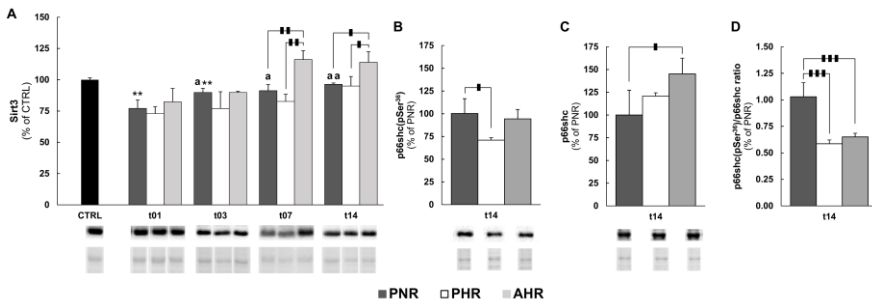 A
Sirt3
(% of CTRL)
150
125
100
75
50
25
0
**
a**
a
aa
CTRL
t01
t03
t07
t14
B
p66shc(pSer³⁶)
(% of PNR)
175
150
125
100
75
50
25
0
t14
C
p66shc
(% of PNR)
175
150
125
100
75
50
25
0
t14
D
p66shc(pSer³⁶)/p66shc ratio
(% of PNR)
1.50
1.25
1.00
0.75
0.50
0.25
0.00
t14
PNR PHR AHR